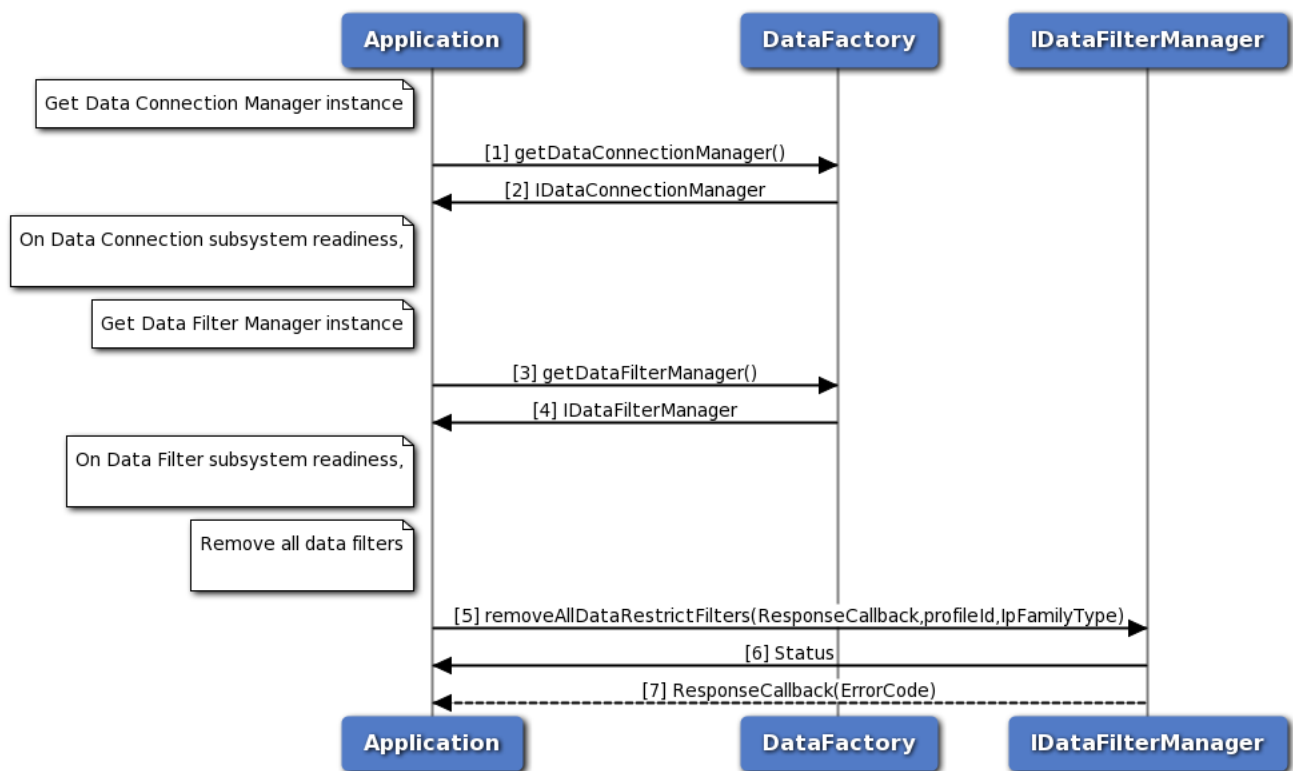 Application
DataFactory
IDataFilterManager
Get Data Connection Manager instance
[1] getDataConnectionManager()
[2] IDataConnectionManager
On Data Connection subsystem readiness,
Get Data Filter Manager instance
[3] getDataFilterManager()
[4] IDataFilterManager
On Data Filter subsystem readiness,
Remove all data filters
[5] removeAllDataRestrictFilters(ResponseCallback,profileId,IpFamilyType)
[6] Status
[7] ResponseCallback(ErrorCode)
Application
DataFactory
IDataFilterManager